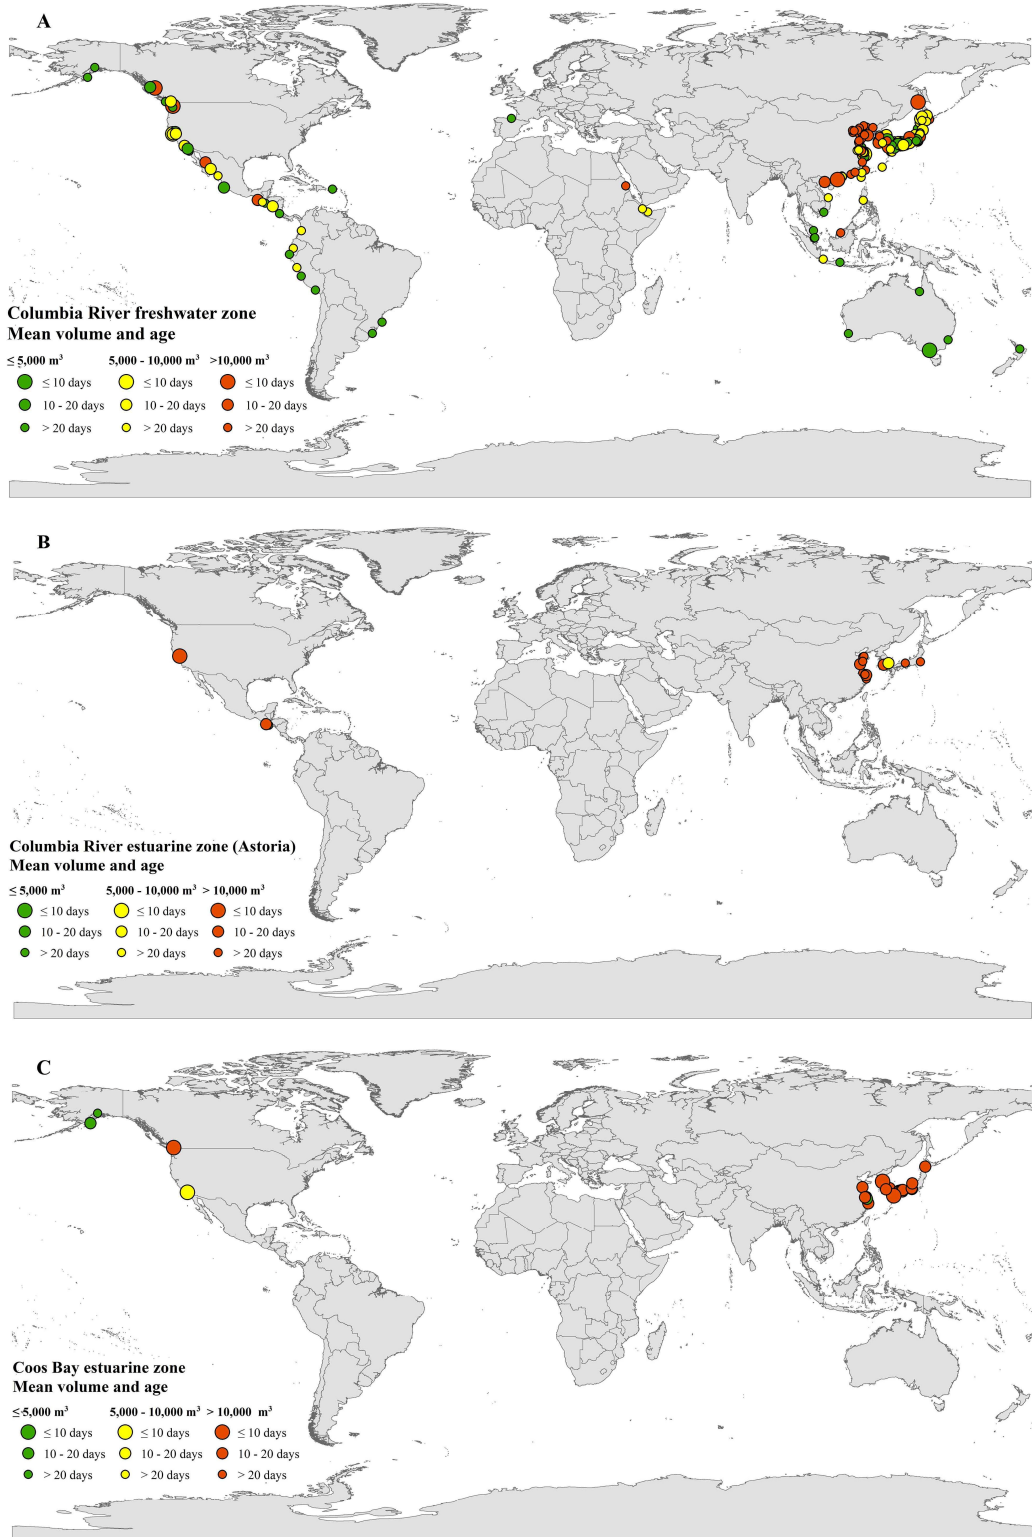 A
Columbia River freshwater zone
Mean volume and age
≤ 5,000 m³ 5,000 - 10,000 m³ >10,000 m³
≤ 10 days ≤ 10 days ≤ 10 days
10 - 20 days 10 - 20 days 10 - 20 days
> 20 days > 20 days > 20 days
B
Columbia River estuarine zone (Astoria)
Mean volume and age
≤ 5,000 m³ 5,000 - 10,000 m³ > 10,000 m³
≤ 10 days ≤ 10 days ≤ 10 days
10 - 20 days 10 - 20 days 10 - 20 days
> 20 days > 20 days > 20 days
C
Coos Bay estuarine zone
Mean volume and age
≤ 5,000 m³ 5,000 - 10,000 m³ > 10,000 m³
≤ 10 days ≤ 10 days ≤ 10 days
10 - 20 days 10 - 20 days 10 - 20 days
> 20 days > 20 days > 20 days